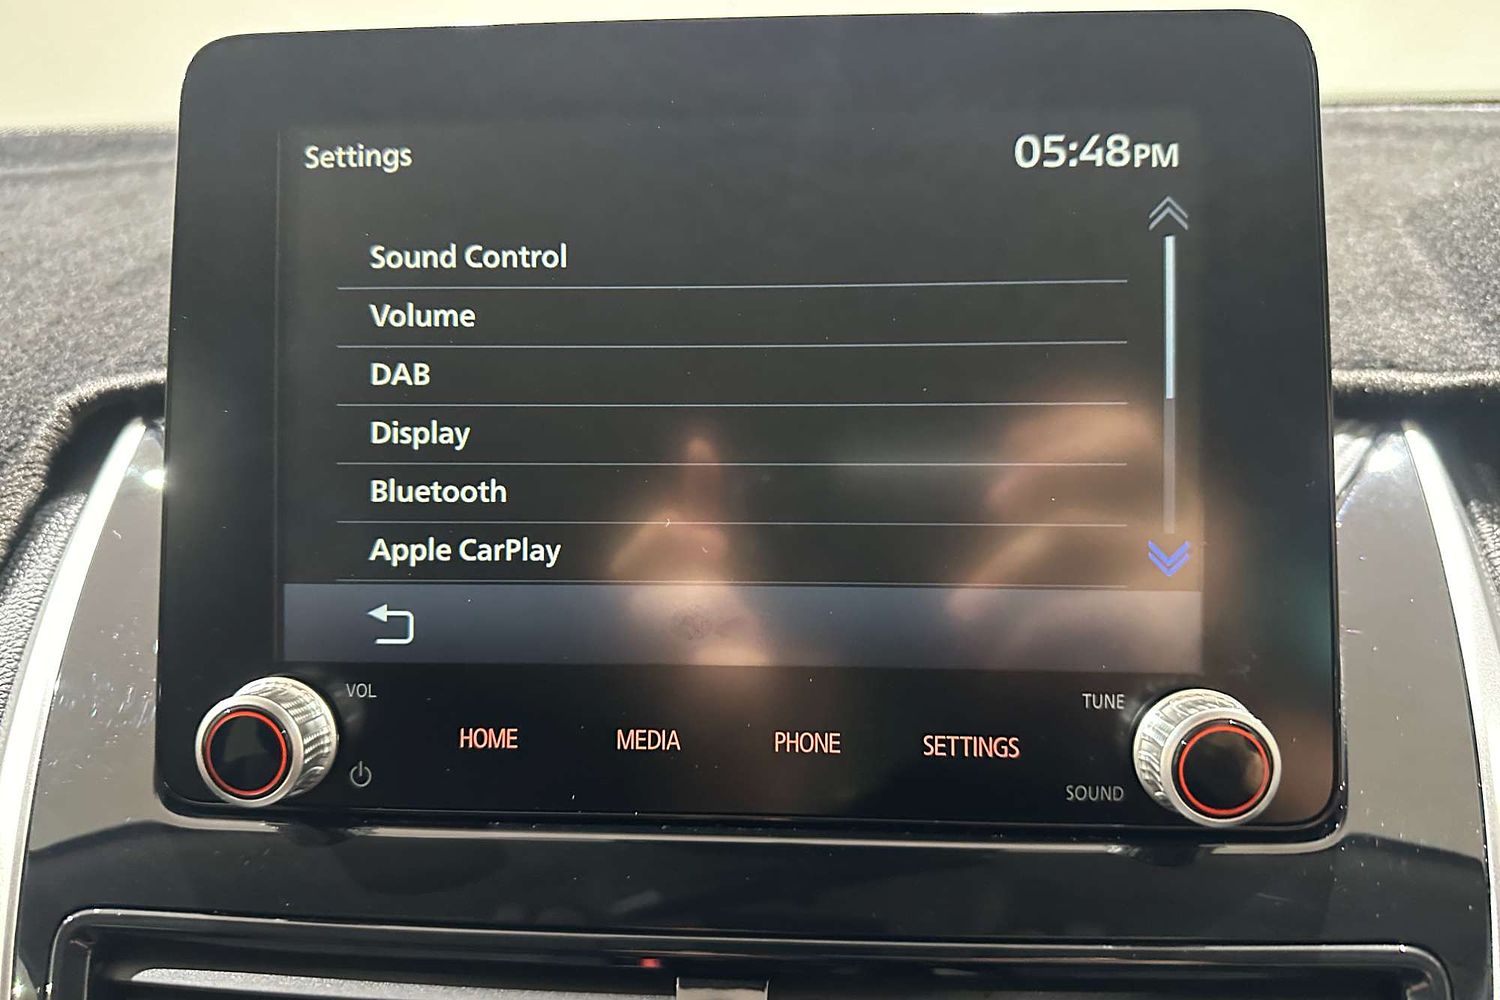 Settings
05:48PM
Sound Control
Volume
DAB
Display
Bluetooth
Apple CarPlay
VOL
TUNE
HOME
MEDIA
PHONE
SETTINGS
SOUND